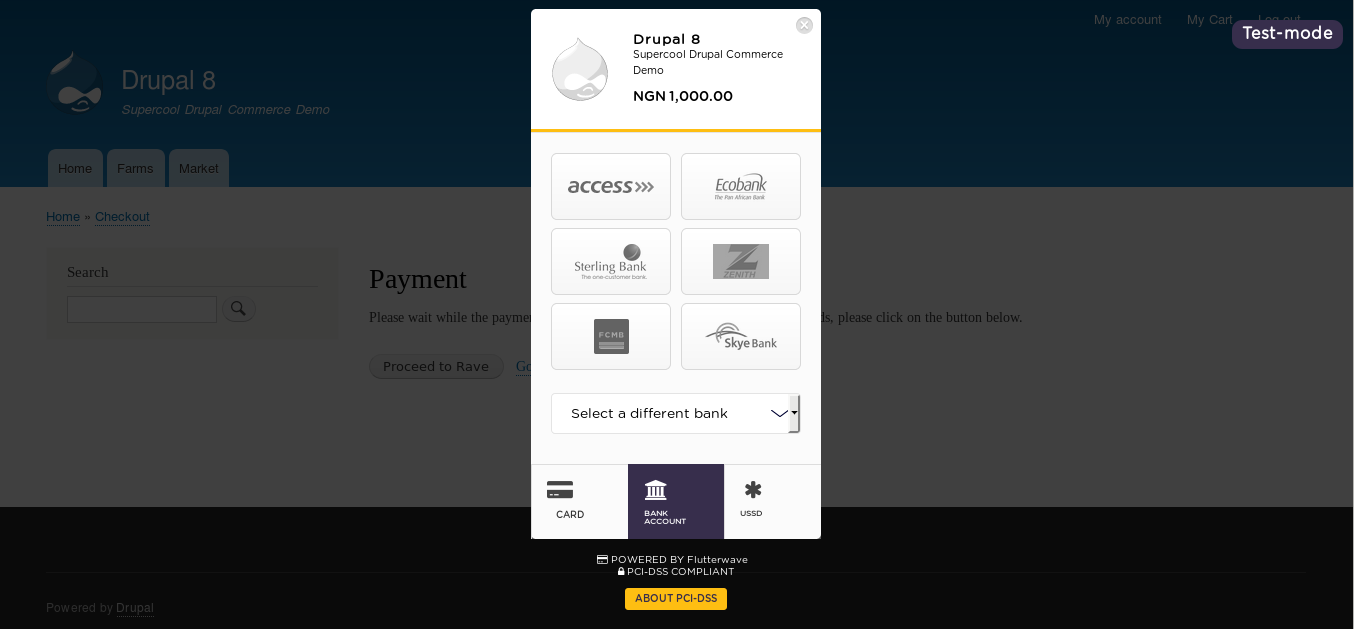 My account
My Cart
Log out
Test-mode
Drupal 8
Supercool Drupal Commerce Demo
Home
Farms
Market
Home » Checkout
Search
Payment
Please wait while the payme
ds, please click on the button below.
Proceed to Rave
Go
Drupal 8
Supercool Drupal Commerce
Demo
NGN 1,000.00
access
Ecobank
The Pan African Bank
Sterling Bank
The one-customer bank.
ZENITH
FCMB
Skye Bank
Select a different bank
CARD
BANK
ACCOUNT
USSD
POWERED BY Flutterwave
PCI-DSS COMPLIANT
ABOUT PCI-DSS
Powered by Drupal